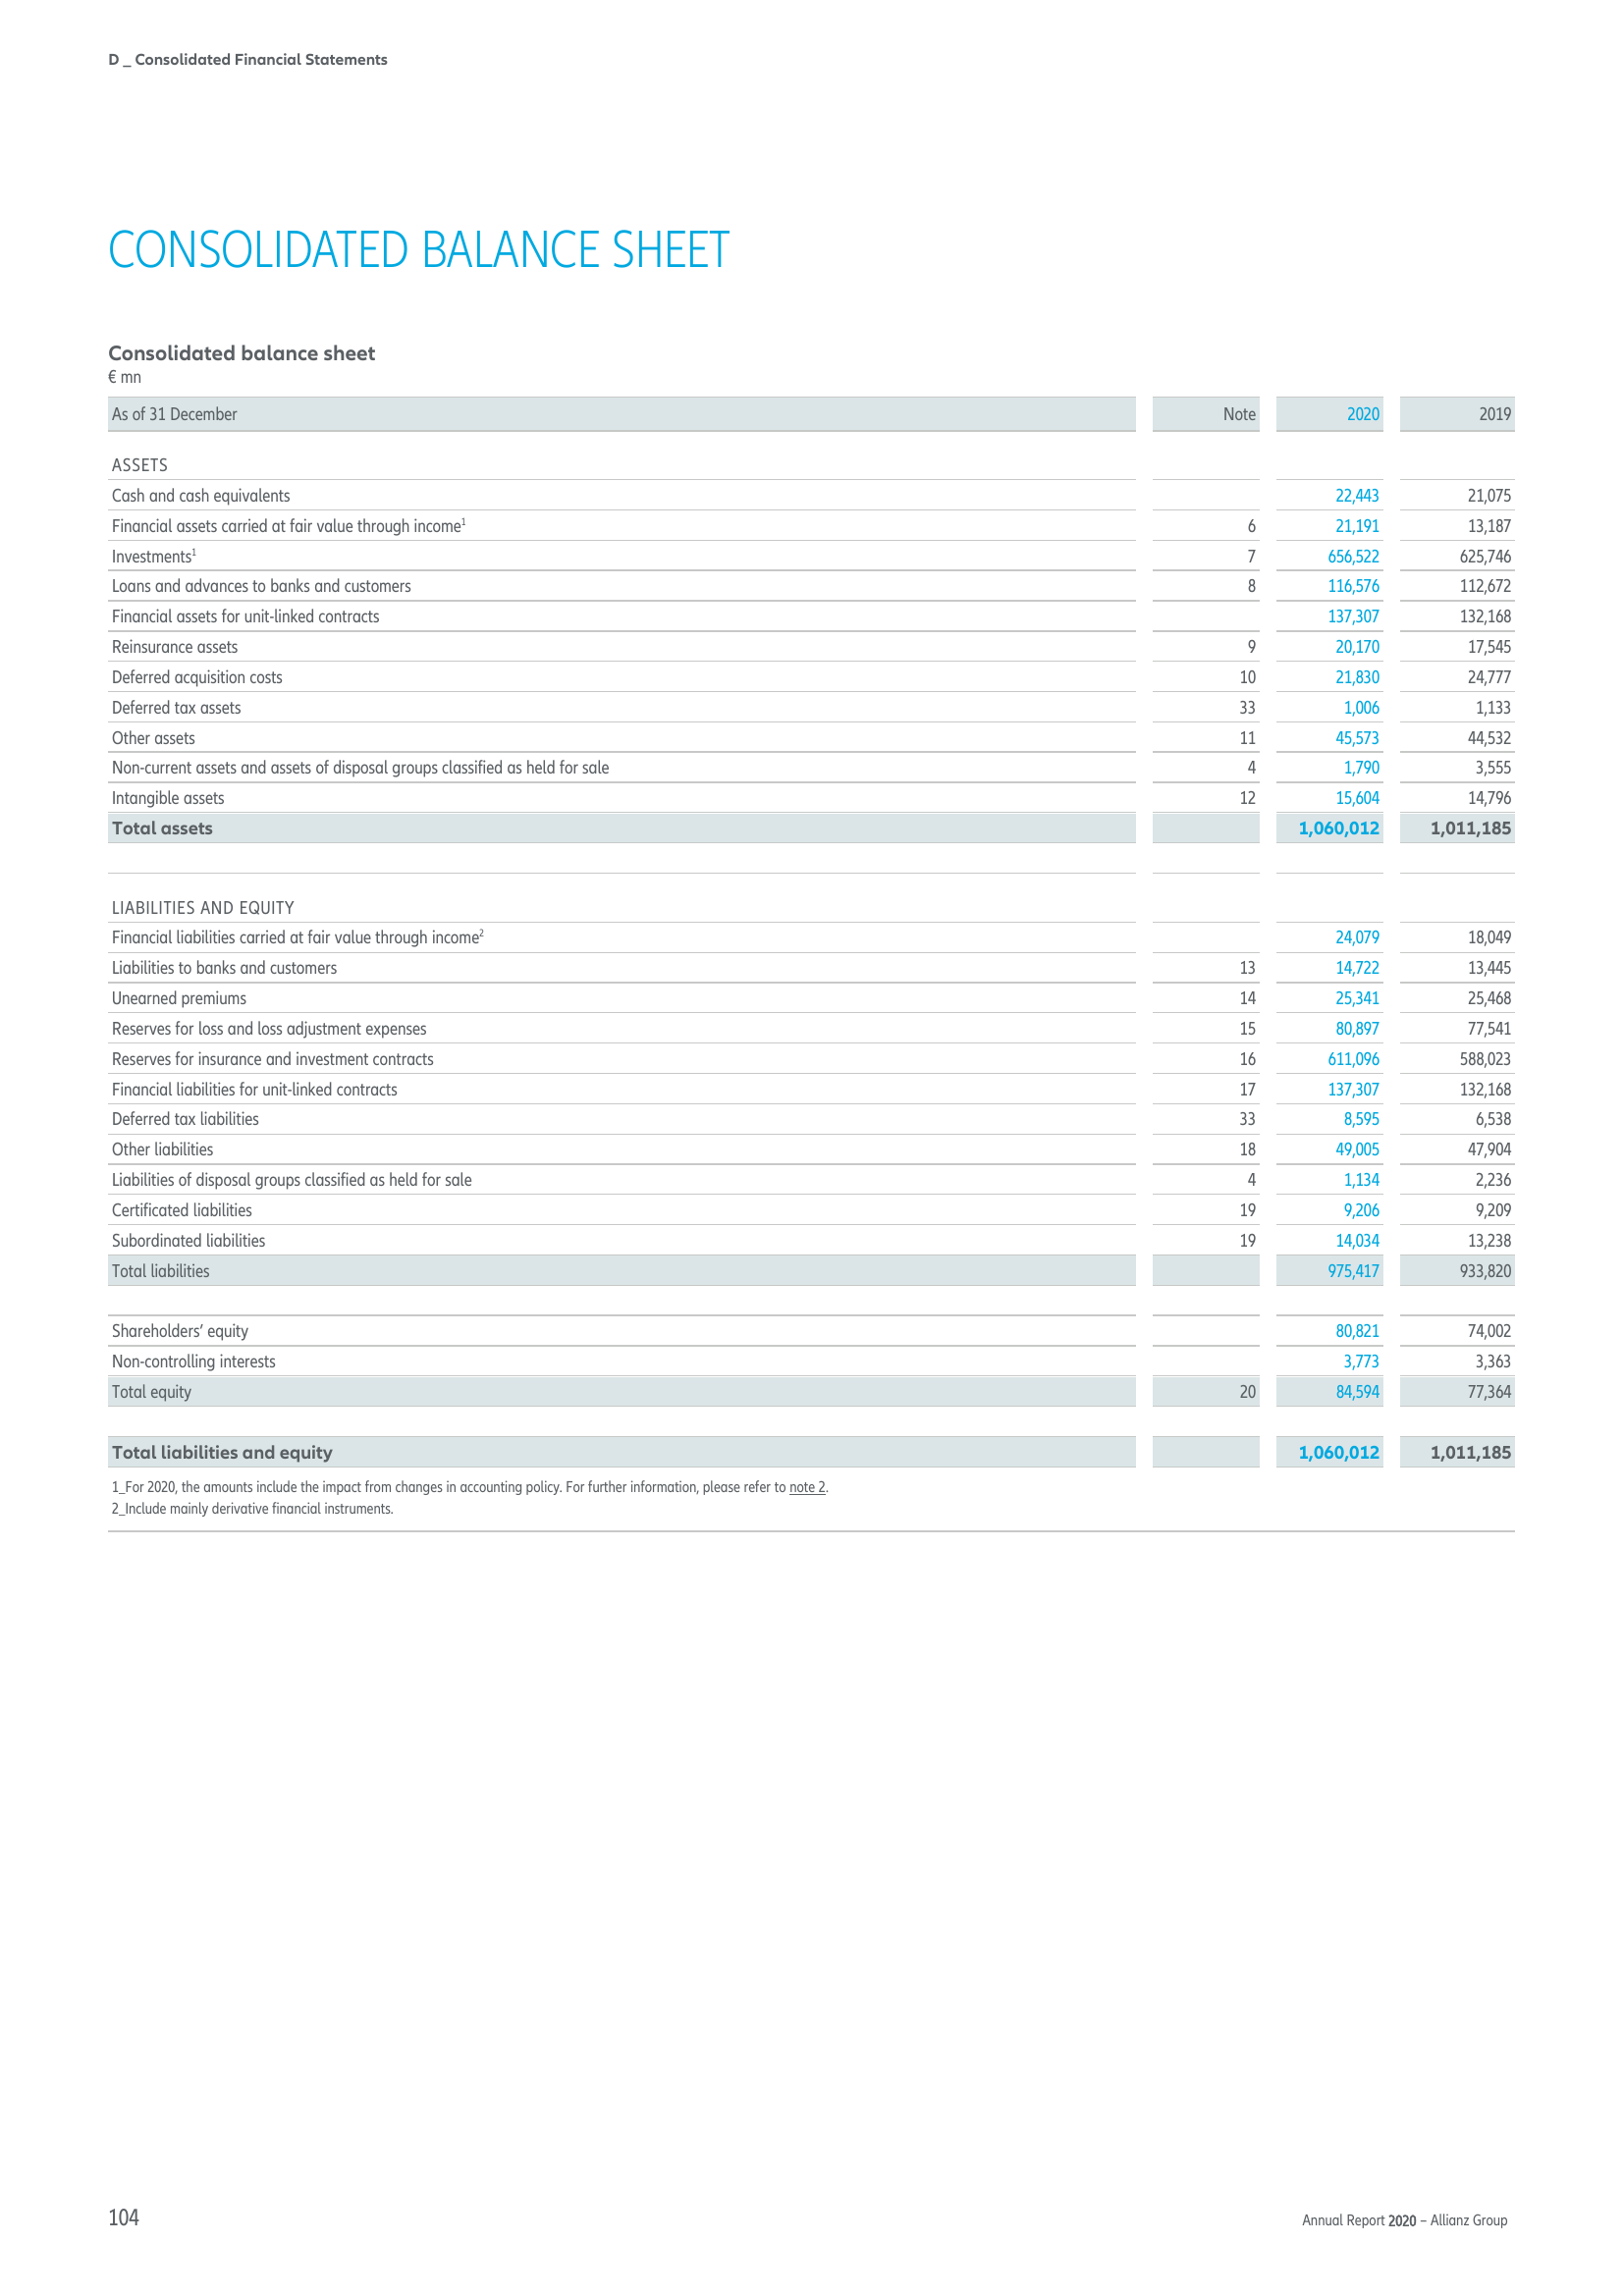 D _ Consolidated Financial Statements
CONSOLIDATED BALANCE SHEET
Consolidated balance sheet
€ mn
As of 31 December Note 2020 2019
ASSETS
Cash and cash equivalents 22,443 21,075
Financial assets carried at fair value through income1 6 21,191 13,187
Investments1 7 656,522 625,746
Loans and advances to banks and customers 8 116,576 112,672
Financial assets for unit-linked contracts 137,307 132,168
Reinsurance assets 9 20,170 17,545
Deferred acquisition costs 10 21,830 24,777
Deferred tax assets 33 1,006 1,133
Other assets 11 45,573 44,532
Non-current assets and assets of disposal groups classified as held for sale 4 1,790 3,555
Intangible assets 12 15,604 14,796
Total assets 1,060,012 1,011,185
LIABILITIES AND EQUITY
Financial liabilities carried at fair value through income2 24,079 18,049
Liabilities to banks and customers 13 14,722 13,445
Unearned premiums 14 25,341 25,468
Reserves for loss and loss adjustment expenses 15 80,897 77,541
Reserves for insurance and investment contracts 16 611,096 588,023
Financial liabilities for unit-linked contracts 17 137,307 132,168
Deferred tax liabilities 33 8,595 6,538
Other liabilities 18 49,005 47,904
Liabilities of disposal groups classified as held for sale 4 1,134 2,236
Certificated liabilities 19 9,206 9,209
Subordinated liabilities 19 14,034 13,238
Total liabilities 975,417 933,820
Shareholders’ equity 80,821 74,002
Non-controlling interests 3,773 3,363
Total equity 20 84,594 77,364
Total liabilities and equity 1,060,012 1,011,185
1_For 2020, the amounts include the impact from changes in accounting policy. For further information, please refer to note 2.
2_Include mainly derivative financial instruments.
104
Annual Report 2020 – Allianz Group